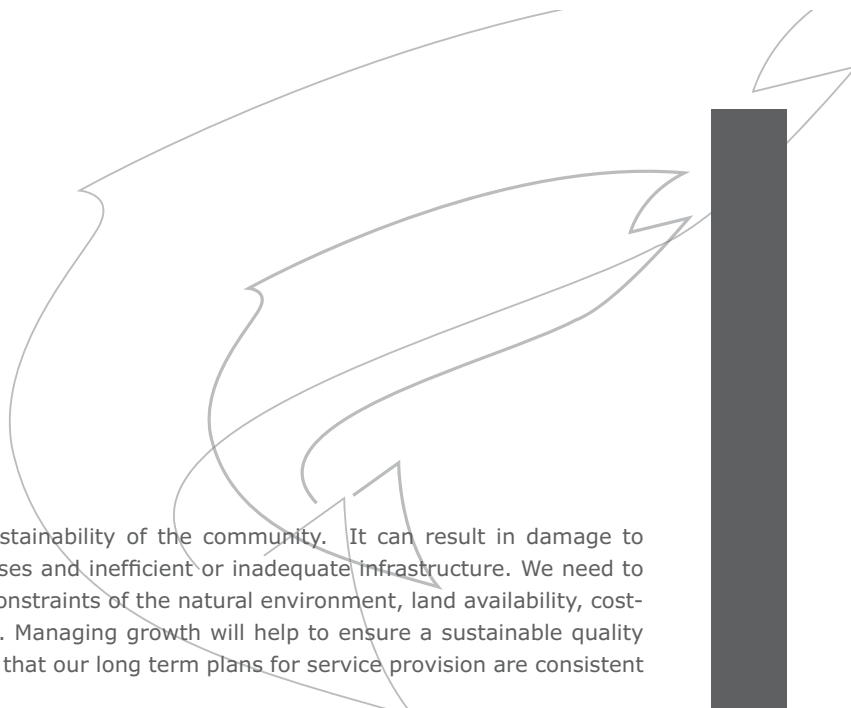 stainability of the community. It can result in damage to
ses and inefficient or inadequate infrastructure. We need to
onstraints of the natural environment, land availability, cost-
. Managing growth will help to ensure a sustainable quality
that our long term plans for service provision are consistent